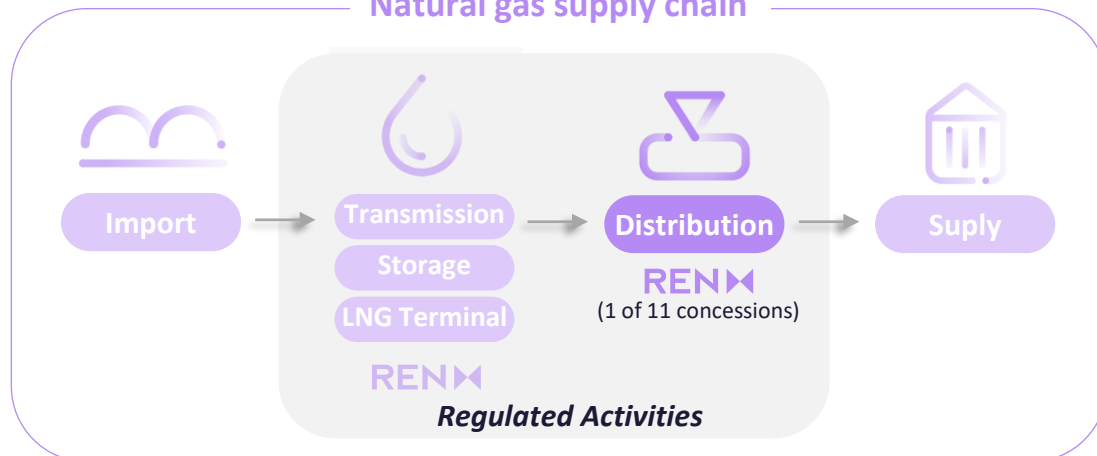 Natural gas supply chain
Import
Transmission
Storage
LNG Terminal
REN
Distribution
REN
(1 of 11 concessions)
Suply
Regulated Activities